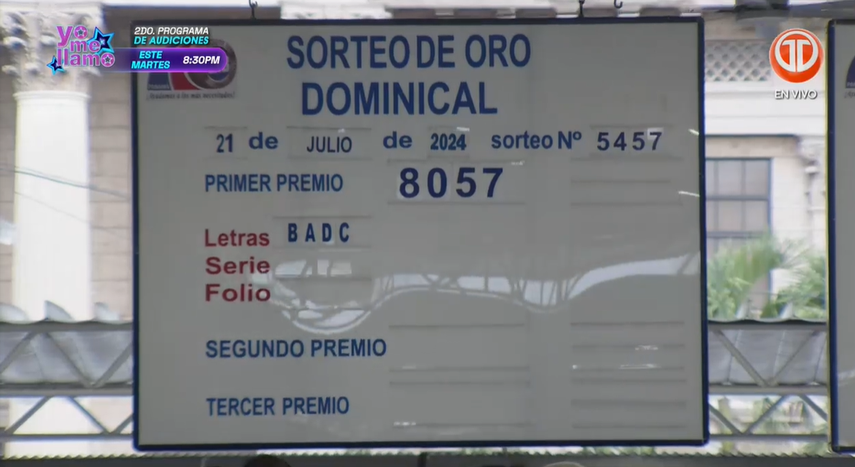 yo me llamo
2DO. PROGRAMA
DE AUDICIONES
ESTE MARTES 8:30PM
EN VIVO
SORTEO DE ORO
DOMINICAL
21 de JULIO de 2024 sorteo Nº 5457
PRIMER PREMIO 8057
Letras BADC
Serie
Folio
SEGUNDO PREMIO
TERCER PREMIO